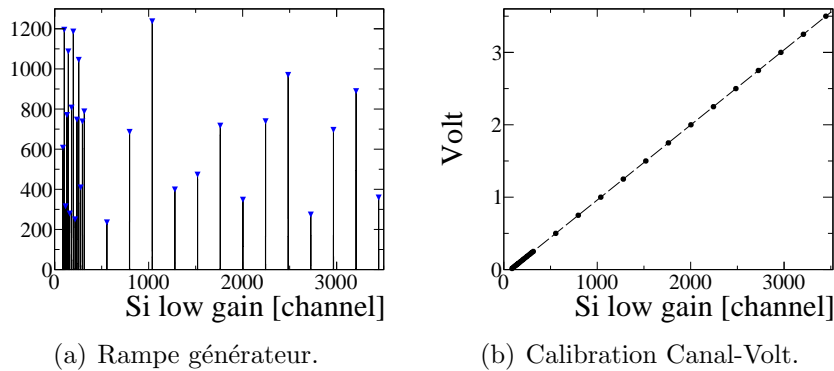 1200
1000
800
600
400
200
0
0 1000 2000 3000
Si low gain [channel]
(a) Rampe générateur.
Volt
3
2
1
0
0 1000 2000 3000
Si low gain [channel]
(b) Calibration Canal-Volt.